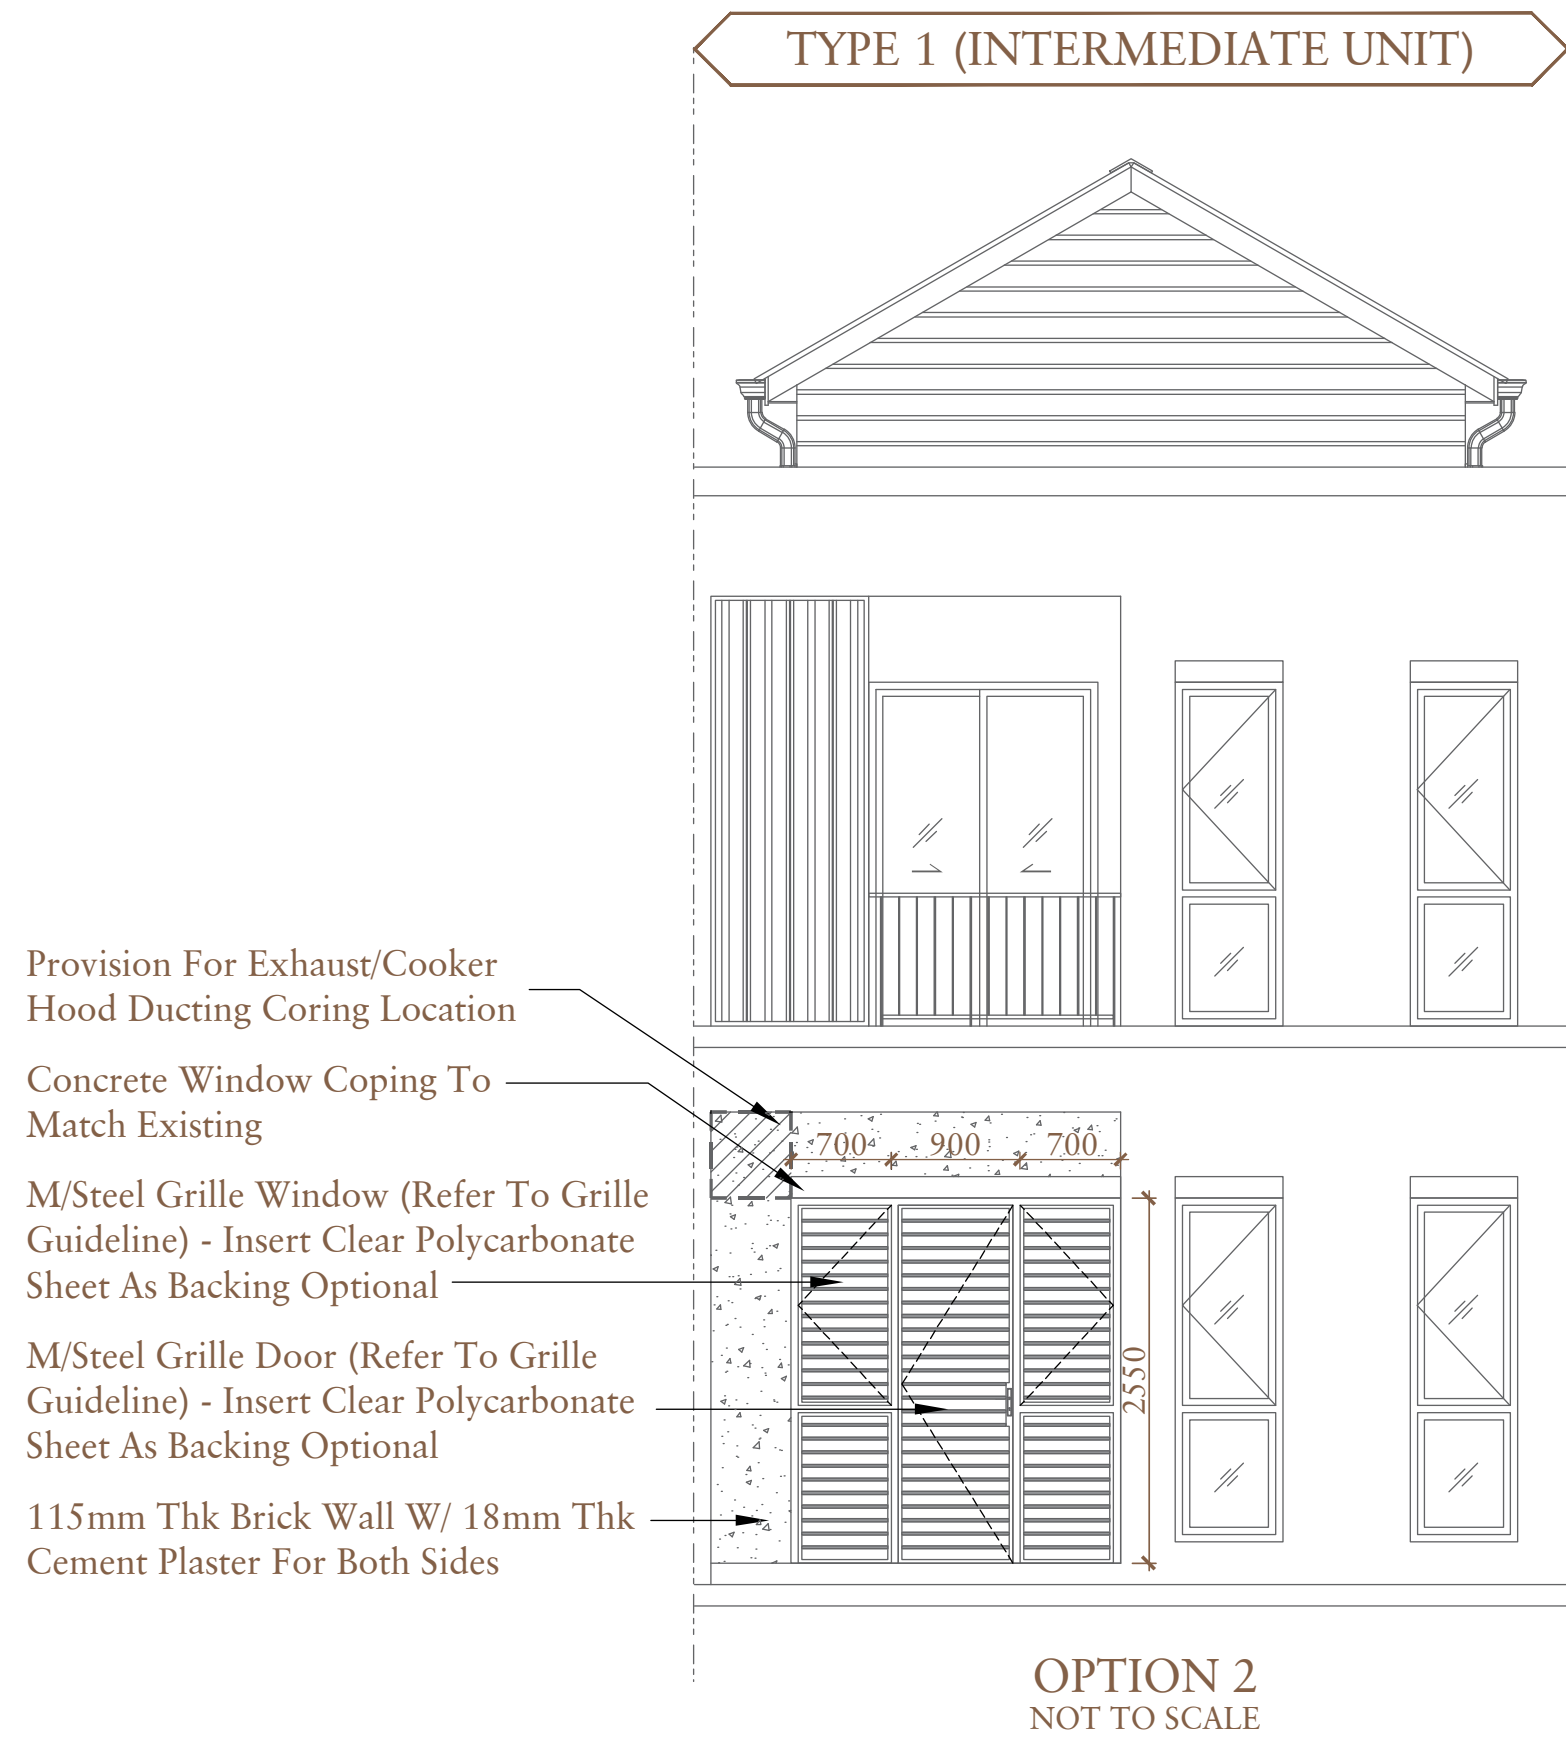 TYPE 1 (INTERMEDIATE UNIT)
Provision For Exhaust/Cooker
Hood Ducting Coring Location
Concrete Window Coping To
Match Existing
700 900 700
M/Steel Grille Window (Refer To Grille
Guideline) - Insert Clear Polycarbonate
Sheet As Backing Optional
2550
M/Steel Grille Door (Refer To Grille
Guideline) - Insert Clear Polycarbonate
Sheet As Backing Optional
115mm Thk Brick Wall W/ 18mm Thk
Cement Plaster For Both Sides
OPTION 2
NOT TO SCALE